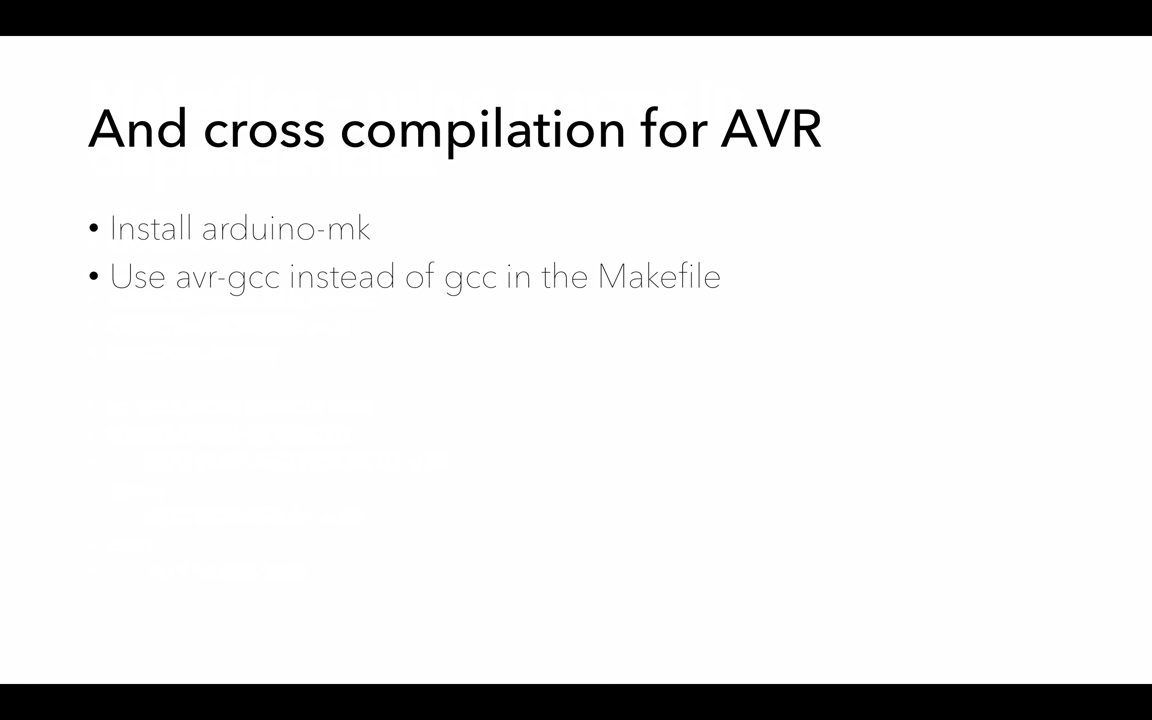 And cross compilation for AVR
• Install arduino-mk
• Use avr-gcc instead of gcc in the Makefile